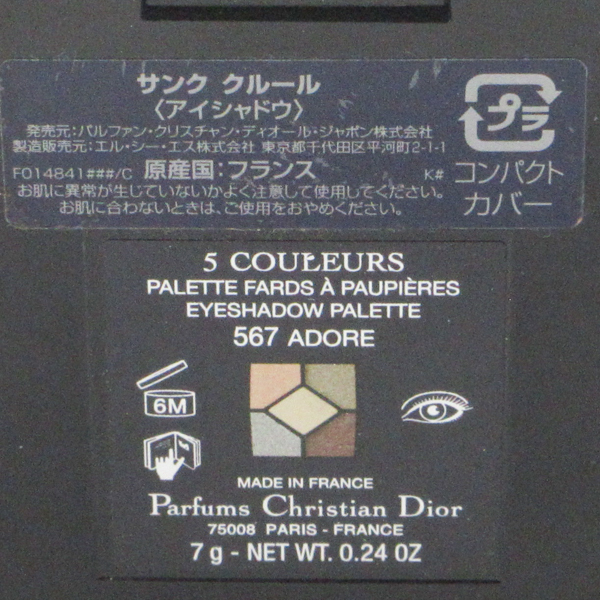 サンク クルール
〈アイシャドウ〉
発売元:パルファン・クリスチャン・ディオール・ジャポン株式会社
製造販売元:エル・シー・エス株式会社 東京都千代田区平河町2-1-1
F014841###/C 原産国:フランス K#
お肌に異常が生じていないかよく注意して使用してください。
お肌に合わないときは、ご使用をおやめください。
プラ
コンパクト
カバー
5 COULEURS
PALETTE FARDS À PAUPIÈRES
EYESHADOW PALETTE
567 ADORE
6M
MADE IN FRANCE
Parfums Christian Dior
75008 PARIS - FRANCE
7 g - NET WT. 0.24 OZ